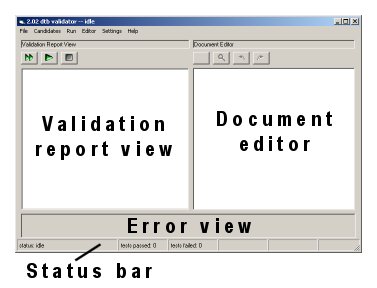 2.02 dtb validator -- idle
File Candidates Run Editor Settings Help
Validation Report View Document Editor
Validation report view
Document editor
Error view
status: idle tests passed: 0 tests failed: 0
Status bar